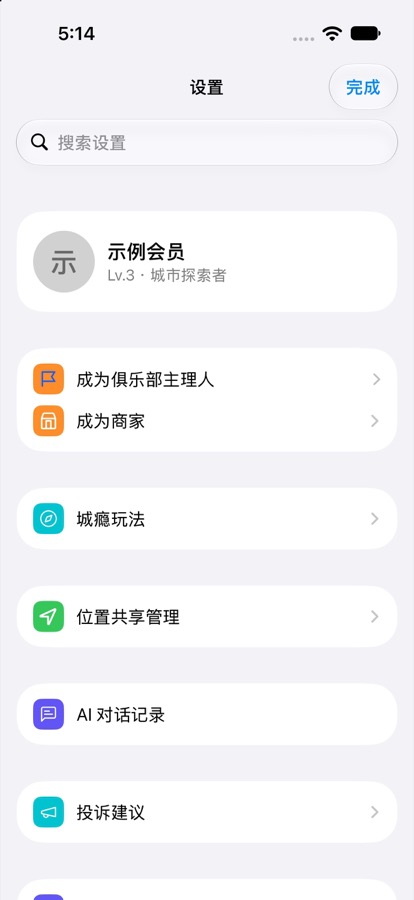 5:14
设置
完成
搜索设置
示
示例会员
Lv.3 · 城市探索者
成为俱乐部主理人
成为商家
城瘾玩法
位置共享管理
AI 对话记录
投诉建议